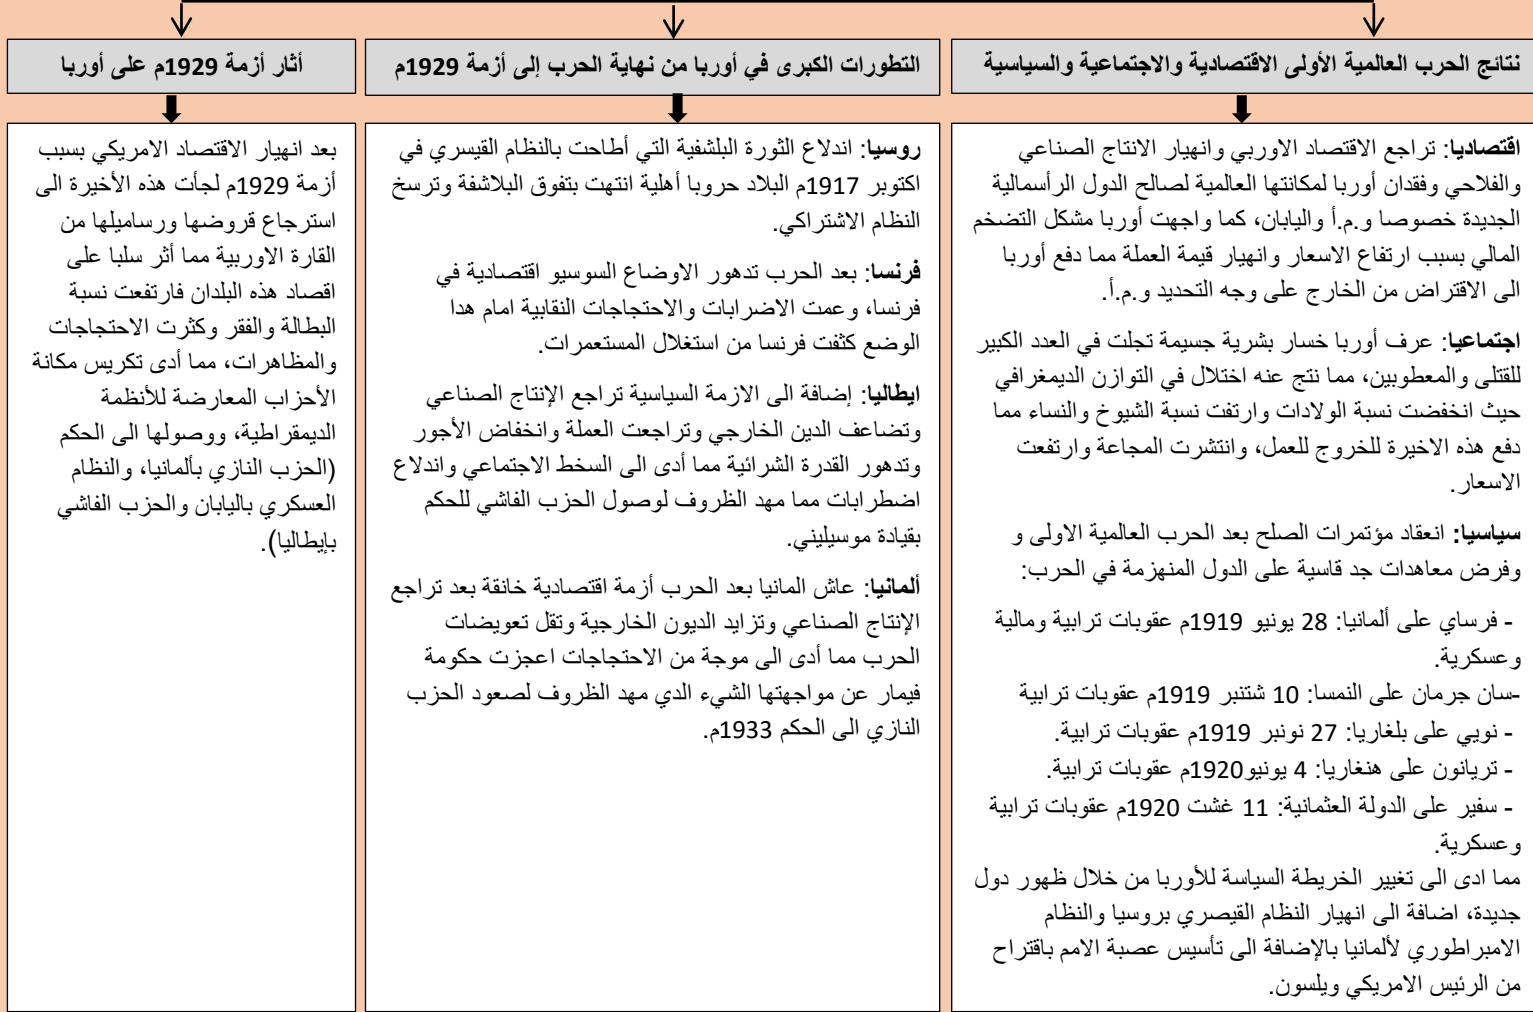 نتائج الحرب العالمية الأولى الاقتصادية والاجتماعية والسياسية
اقتصاديا: تراجع الاقتصاد الاوربي وانهيار الانتاج الصناعي
والفلاحي وفقدان أوربا لمكانتها العالمية لصالح الدول الرأسمالية
الجديدة خصوصا و.م.أ واليابان، كما واجهت أوربا مشكل التضخم
المالي بسبب ارتفاع الاسعار وانهيار قيمة العملة مما دفع أوربا
الى الاقتراض من الخارج على وجه التحديد و.م.أ.
اجتماعيا: عرف أوربا خسار بشرية جسيمة تجلت في العدد الكبير
للقتلى والمعطوبين، مما نتج عنه اختلال في التوازن الديمغرافي
حيث انخفضت نسبة الولادات وارتفت نسبة الشيوخ والنساء مما
دفع هذه الاخيرة للخروج للعمل، وانتشرت المجاعة وارتفعت
الاسعار.
سياسيا: انعقاد مؤتمرات الصلح بعد الحرب العالمية الاولى و
وفرض معاهدات جد قاسية على الدول المنهزمة في الحرب:
- فرساي على ألمانيا: 28 يونيو 1919م عقوبات ترابية ومالية
وعسكرية.
-سان جرمان على النمسا: 10 شتنبر 1919م عقوبات ترابية
- نويي على بلغاريا: 27 نونبر 1919م عقوبات ترابية.
- تريانون على هنغاريا: 4 يونيو1920م عقوبات ترابية.
- سفير على الدولة العثمانية: 11 غشت 1920م عقوبات ترابية
وعسكرية.
مما ادى الى تغيير الخريطة السياسة للأوربا من خلال ظهور دول
جديدة، اضافة الى انهيار النظام القيصري بروسيا والنظام
الامبراطوري لألمانيا بالإضافة الى تأسيس عصبة الامم باقتراح
من الرئيس الامريكي ويلسون.
التطورات الكبرى في أوربا من نهاية الحرب إلى أزمة 1929م
روسيا: اندلاع الثورة البلشفية التي أطاحت بالنظام القيسري في
اكتوبر 1917م البلاد حروبا أهلية انتهت بتفوق البلاشفة وترسخ
النظام الاشتراكي.
فرنسا: بعد الحرب تدهور الاوضاع السوسيو اقتصادية في
فرنسا، وعمت الاضرابات والاحتجاجات النقابية امام هدا
الوضع كثفت فرنسا من استغلال المستعمرات.
ايطاليا: إضافة الى الازمة السياسية تراجع الإنتاج الصناعي
وتضاعف الدين الخارجي وتراجعت العملة وانخفاض الأجور
وتدهور القدرة الشرائية مما أدى الى السخط الاجتماعي واندلاع
اضطرابات مما مهد الظروف لوصول الحزب الفاشي للحكم
بقيادة موسيليني.
ألمانيا: عاش المانيا بعد الحرب أزمة اقتصادية خانقة بعد تراجع
الإنتاج الصناعي وتزايد الديون الخارجية وتقل تعويضات
الحرب مما أدى الى موجة من الاحتجاجات اعجزت حكومة
فيمار عن مواجهتها الشيء الدي مهد الظروف لصعود الحزب
النازي الى الحكم 1933م.
أثار أزمة 1929م على أوربا
بعد انهيار الاقتصاد الامريكي بسبب
أزمة 1929م لجأت هذه الأخيرة الى
استرجاع قروضها ورساميلها من
القارة الاوربية مما أثر سلبا على
اقصاد هذه البلدان فارتفعت نسبة
البطالة والفقر وكثرت الاحتجاجات
والمظاهرات، مما أدى تكريس مكانة
الأحزاب المعارضة للأنظمة
الديمقراطية، ووصولها الى الحكم
(الحزب النازي بألمانيا، والنظام
العسكري باليابان والحزب الفاشي
بإيطاليا).